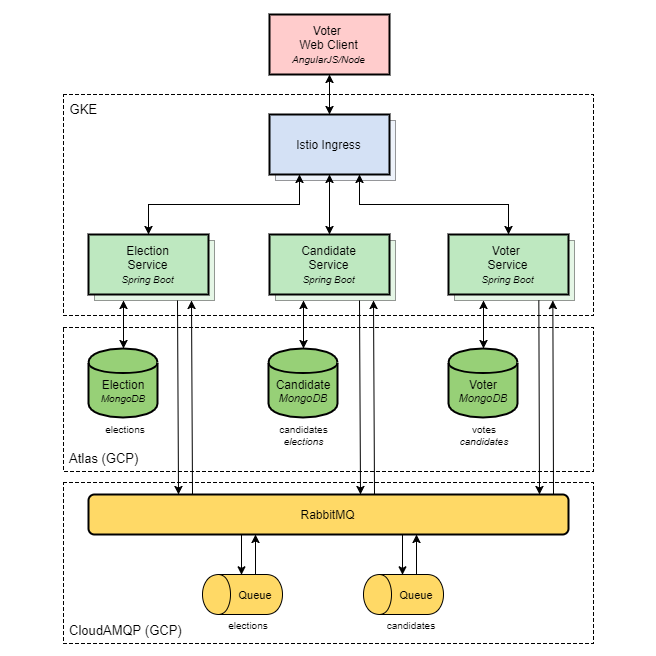 Voter
Web Client
AngularJS/Node
GKE
Istio Ingress
Election
Service
Spring Boot
Candidate
Service
Spring Boot
Voter
Service
Spring Boot
Election
MongoDB
Candidate
MongoDB
Voter
MongoDB
elections
candidates
elections
votes
candidates
Atlas (GCP)
RabbitMQ
Queue
Queue
elections
candidates
CloudAMQP (GCP)